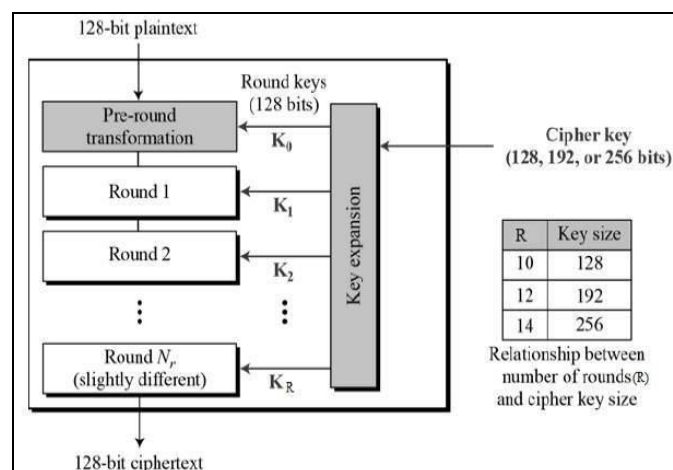 128-bit plaintext
Round keys
(128 bits)
Pre-round
transformation
K0
Cipher key
(128, 192, or 256 bits)
Round 1
K1
Round 2
K2
Key expansion
Round Nr
(slightly different)
KR
128-bit ciphertext
R Key size
10 128
12 192
14 256
Relationship between
number of rounds(R)
and cipher key size